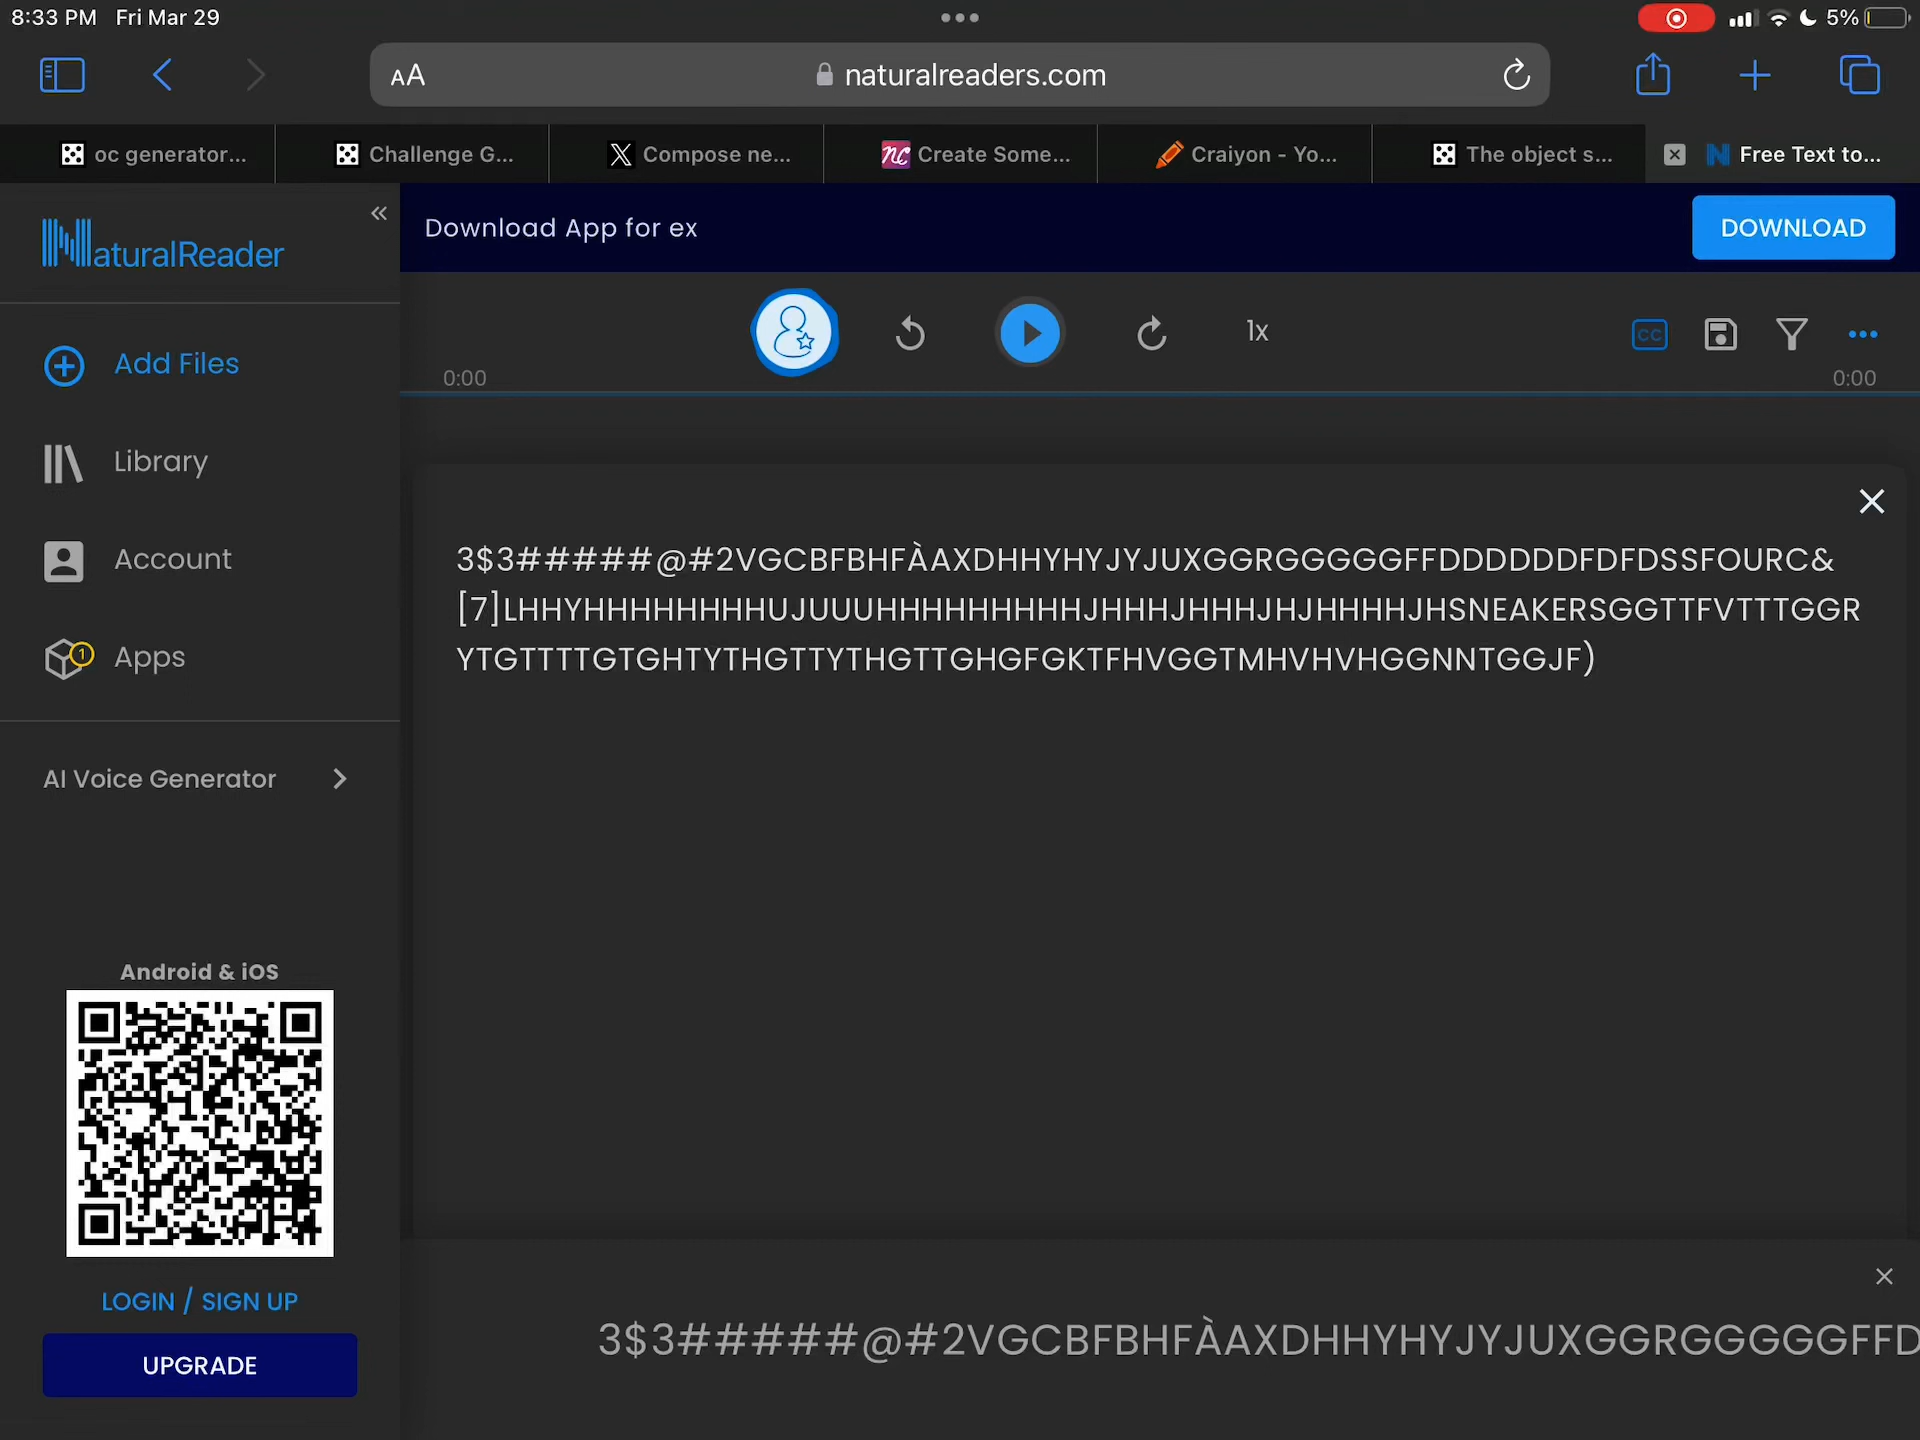 8:33 PM Fri Mar 29
5%
AA
naturalreaders.com
oc generator...
Challenge G...
X Compose ne...
nc Create Some...
Craiyon - Yo...
The object s...
N Free Text to...
NaturalReader
«
Download App for ex
DOWNLOAD
1x
CC
0:00
0:00
Add Files
Library
Account
1 Apps
AI Voice Generator
3$3#####@#2VGCBFBHFÀAXDHHYHYJYJUXGGRGGGGGFFDDDDDDFDFDSSFOURC&
[7]LHHYHHHHHHHHUJUUUHHHHHHHHHJHHHJHHHJHJHHHHJHSNEAKERSGGTTFVTTTGGR
YTGTTTTGTGHTYTHGTTYTHGTTGHGFGKTFHVGGTMHVHVHGGNNTGGJF)
Android & iOS
LOGIN / SIGN UP
UPGRADE
3$3#####@#2VGCBFBHFÀAXDHHYHYJYJUXGGRGGGGGFFD